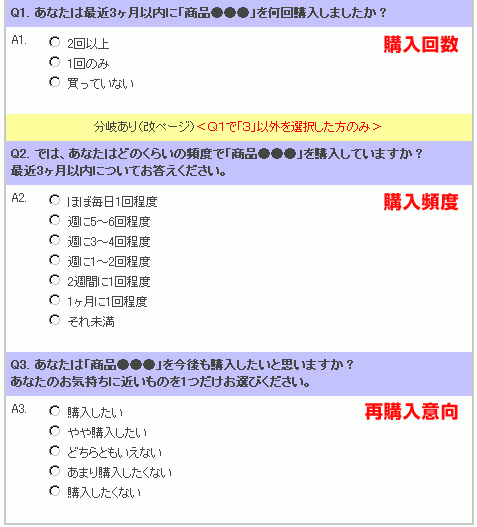 Q1. あなたは最近3ヶ月以内に「商品●●●」を何回購入しましたか？
A1.
2回以上
1回のみ
買っていない
購入回数
分岐あり(改ページ)＜Q1で「3」以外を選択した方のみ＞
Q2. では、あなたはどのくらいの頻度で「商品●●●」を購入していますか？
最近3ヶ月以内についてお答えください。
A2.
ほぼ毎日1回程度
週に5～6回程度
週に3～4回程度
週に1～2回程度
2週間に1回程度
1ヶ月に1回程度
それ未満
購入頻度
Q3. あなたは「商品●●●」を今後も購入したいと思いますか？
あなたのお気持ちに近いものを1つだけお選びください。
A3.
購入したい
やや購入したい
どちらともいえない
あまり購入したくない
購入したくない
再購入意向